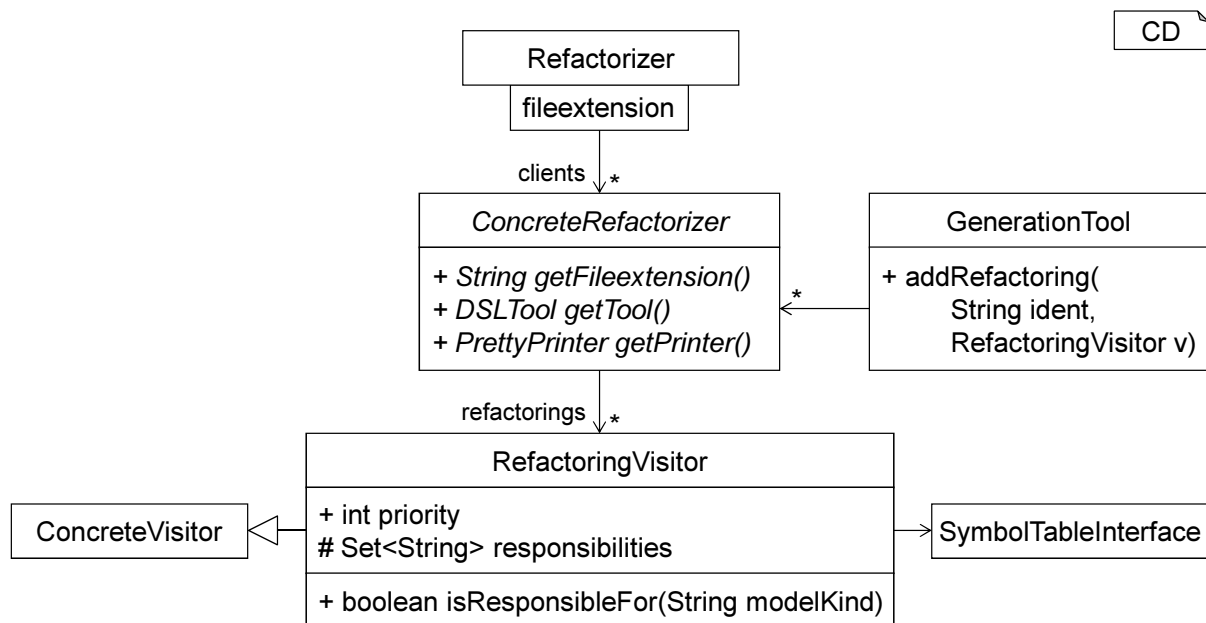 CD
Refactorizer
fileextension
clients
*
ConcreteRefactorizer
+ String getFileextension()
+ DSLTool getTool()
+ PrettyPrinter getPrinter()
*
GenerationTool
+ addRefactoring(
String ident,
RefactoringVisitor v)
refactorings
*
RefactoringVisitor
+ int priority
# Set<String> responsibilities
+ boolean isResponsibleFor(String modelKind)
ConcreteVisitor
SymbolTableInterface